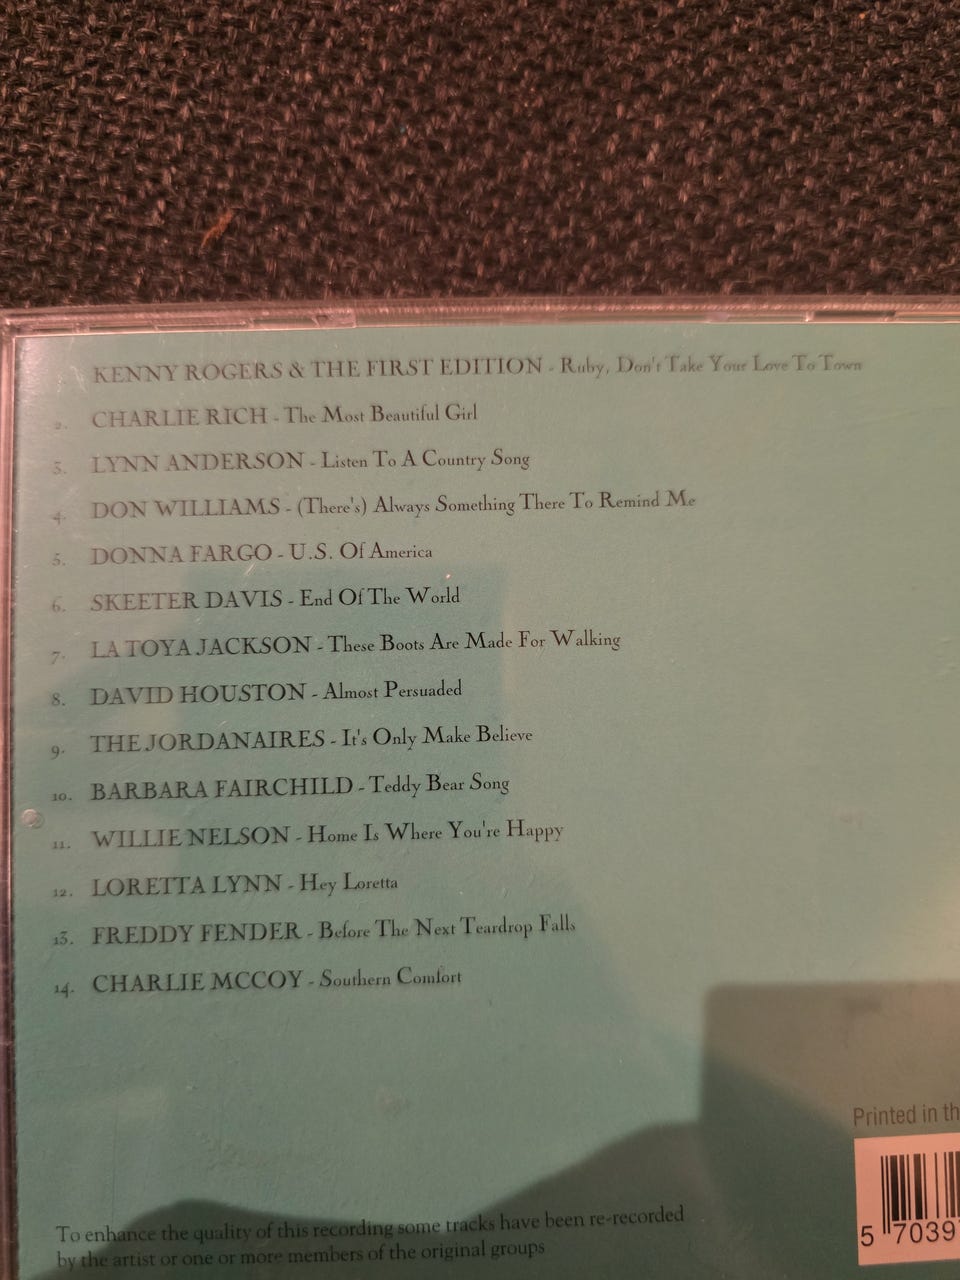 KENNY ROGERS & THE FIRST EDITION - Ruby, Don't Take Your Love To Town
2. CHARLIE RICH - The Most Beautiful Girl
3. LYNN ANDERSON - Listen To A Country Song
4. DON WILLIAMS - (There's) Always Something There To Remind Me
5. DONNA FARGO - U.S. Of America
6. SKEETER DAVIS - End Of The World
7. LA TOYA JACKSON - These Boots Are Made For Walking
8. DAVID HOUSTON - Almost Persuaded
9. THE JORDANAIRES - It's Only Make Believe
10. BARBARA FAIRCHILD - Teddy Bear Song
11. WILLIE NELSON - Home Is Where You're Happy
12. LORETTA LYNN - Hey Loretta
13. FREDDY FENDER - Before The Next Teardrop Falls
14. CHARLIE MCCOY - Southern Comfort
Printed in th
5 70397
To enhance the quality of this recording some tracks have been re-recorded
by the artist or one or more members of the original groups